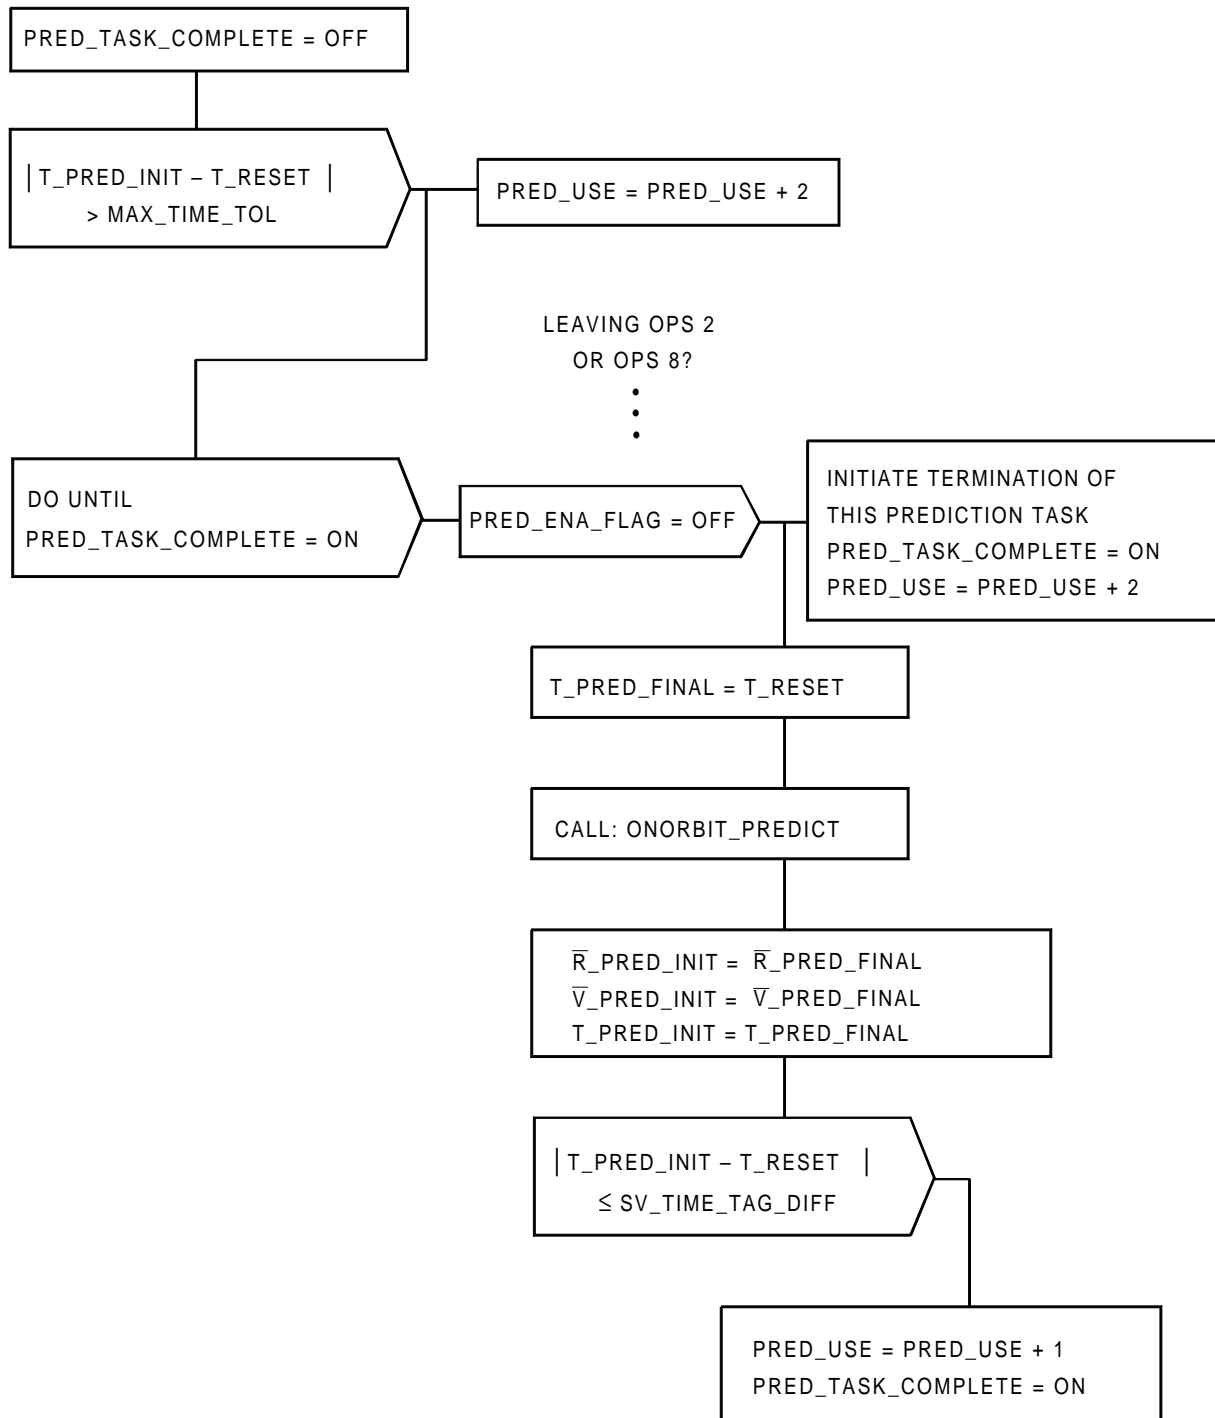 PRED_TASK_COMPLETE = OFF
| T_PRED_INIT – T_RESET |
> MAX_TIME_TOL
PRED_USE = PRED_USE + 2
LEAVING OPS 2
OR OPS 8?
DO UNTIL
PRED_TASK_COMPLETE = ON
PRED_ENA_FLAG = OFF
INITIATE TERMINATION OF
THIS PREDICTION TASK
PRED_TASK_COMPLETE = ON
PRED_USE = PRED_USE + 2
T_PRED_FINAL = T_RESET
CALL: ONORBIT_PREDICT
R̅_PRED_INIT = R̅_PRED_FINAL
V̅_PRED_INIT = V̅_PRED_FINAL
T_PRED_INIT = T_PRED_FINAL
| T_PRED_INIT – T_RESET |
≤ SV_TIME_TAG_DIFF
PRED_USE = PRED_USE + 1
PRED_TASK_COMPLETE = ON